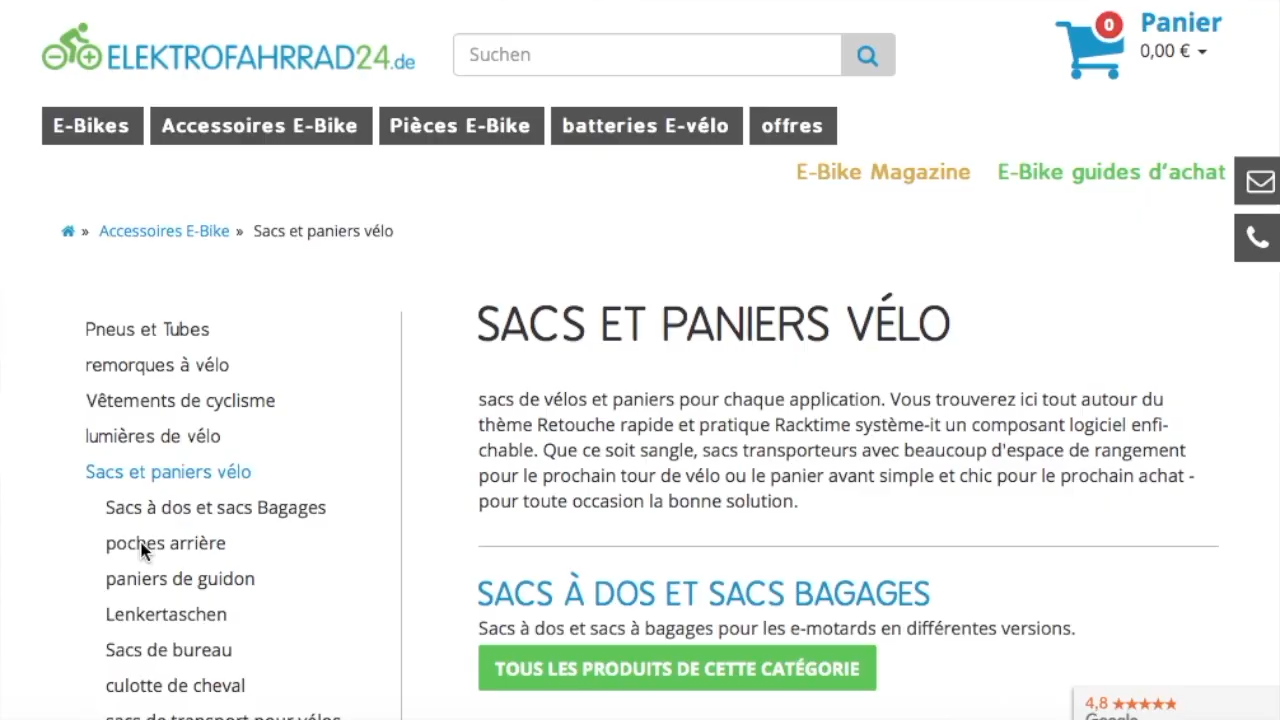 ELEKTROFAHRRAD24.de
Suchen
0
Panier
0,00 €
E-Bikes
Accessoires E-Bike
Pièces E-Bike
batteries E-vélo
offres
E-Bike Magazine
E-Bike guides d’achat
» Accessoires E-Bike » Sacs et paniers vélo
Pneus et Tubes
remorques à vélo
Vêtements de cyclisme
lumières de vélo
Sacs et paniers vélo
Sacs à dos et sacs Bagages
poches arrière
paniers de guidon
Lenkertaschen
Sacs de bureau
culotte de cheval
sacs de transport pour vélos
SACS ET PANIERS VÉLO
sacs de vélos et paniers pour chaque application. Vous trouverez ici tout autour du
thème Retouche rapide et pratique Racktime système-it un composant logiciel enfi-
chable. Que ce soit sangle, sacs transporteurs avec beaucoup d'espace de rangement
pour le prochain tour de vélo ou le panier avant simple et chic pour le prochain achat -
pour toute occasion la bonne solution.
SACS À DOS ET SACS BAGAGES
Sacs à dos et sacs à bagages pour les e-motards en différentes versions.
TOUS LES PRODUITS DE CETTE CATÉGORIE
4,8 ★★★★★
Google